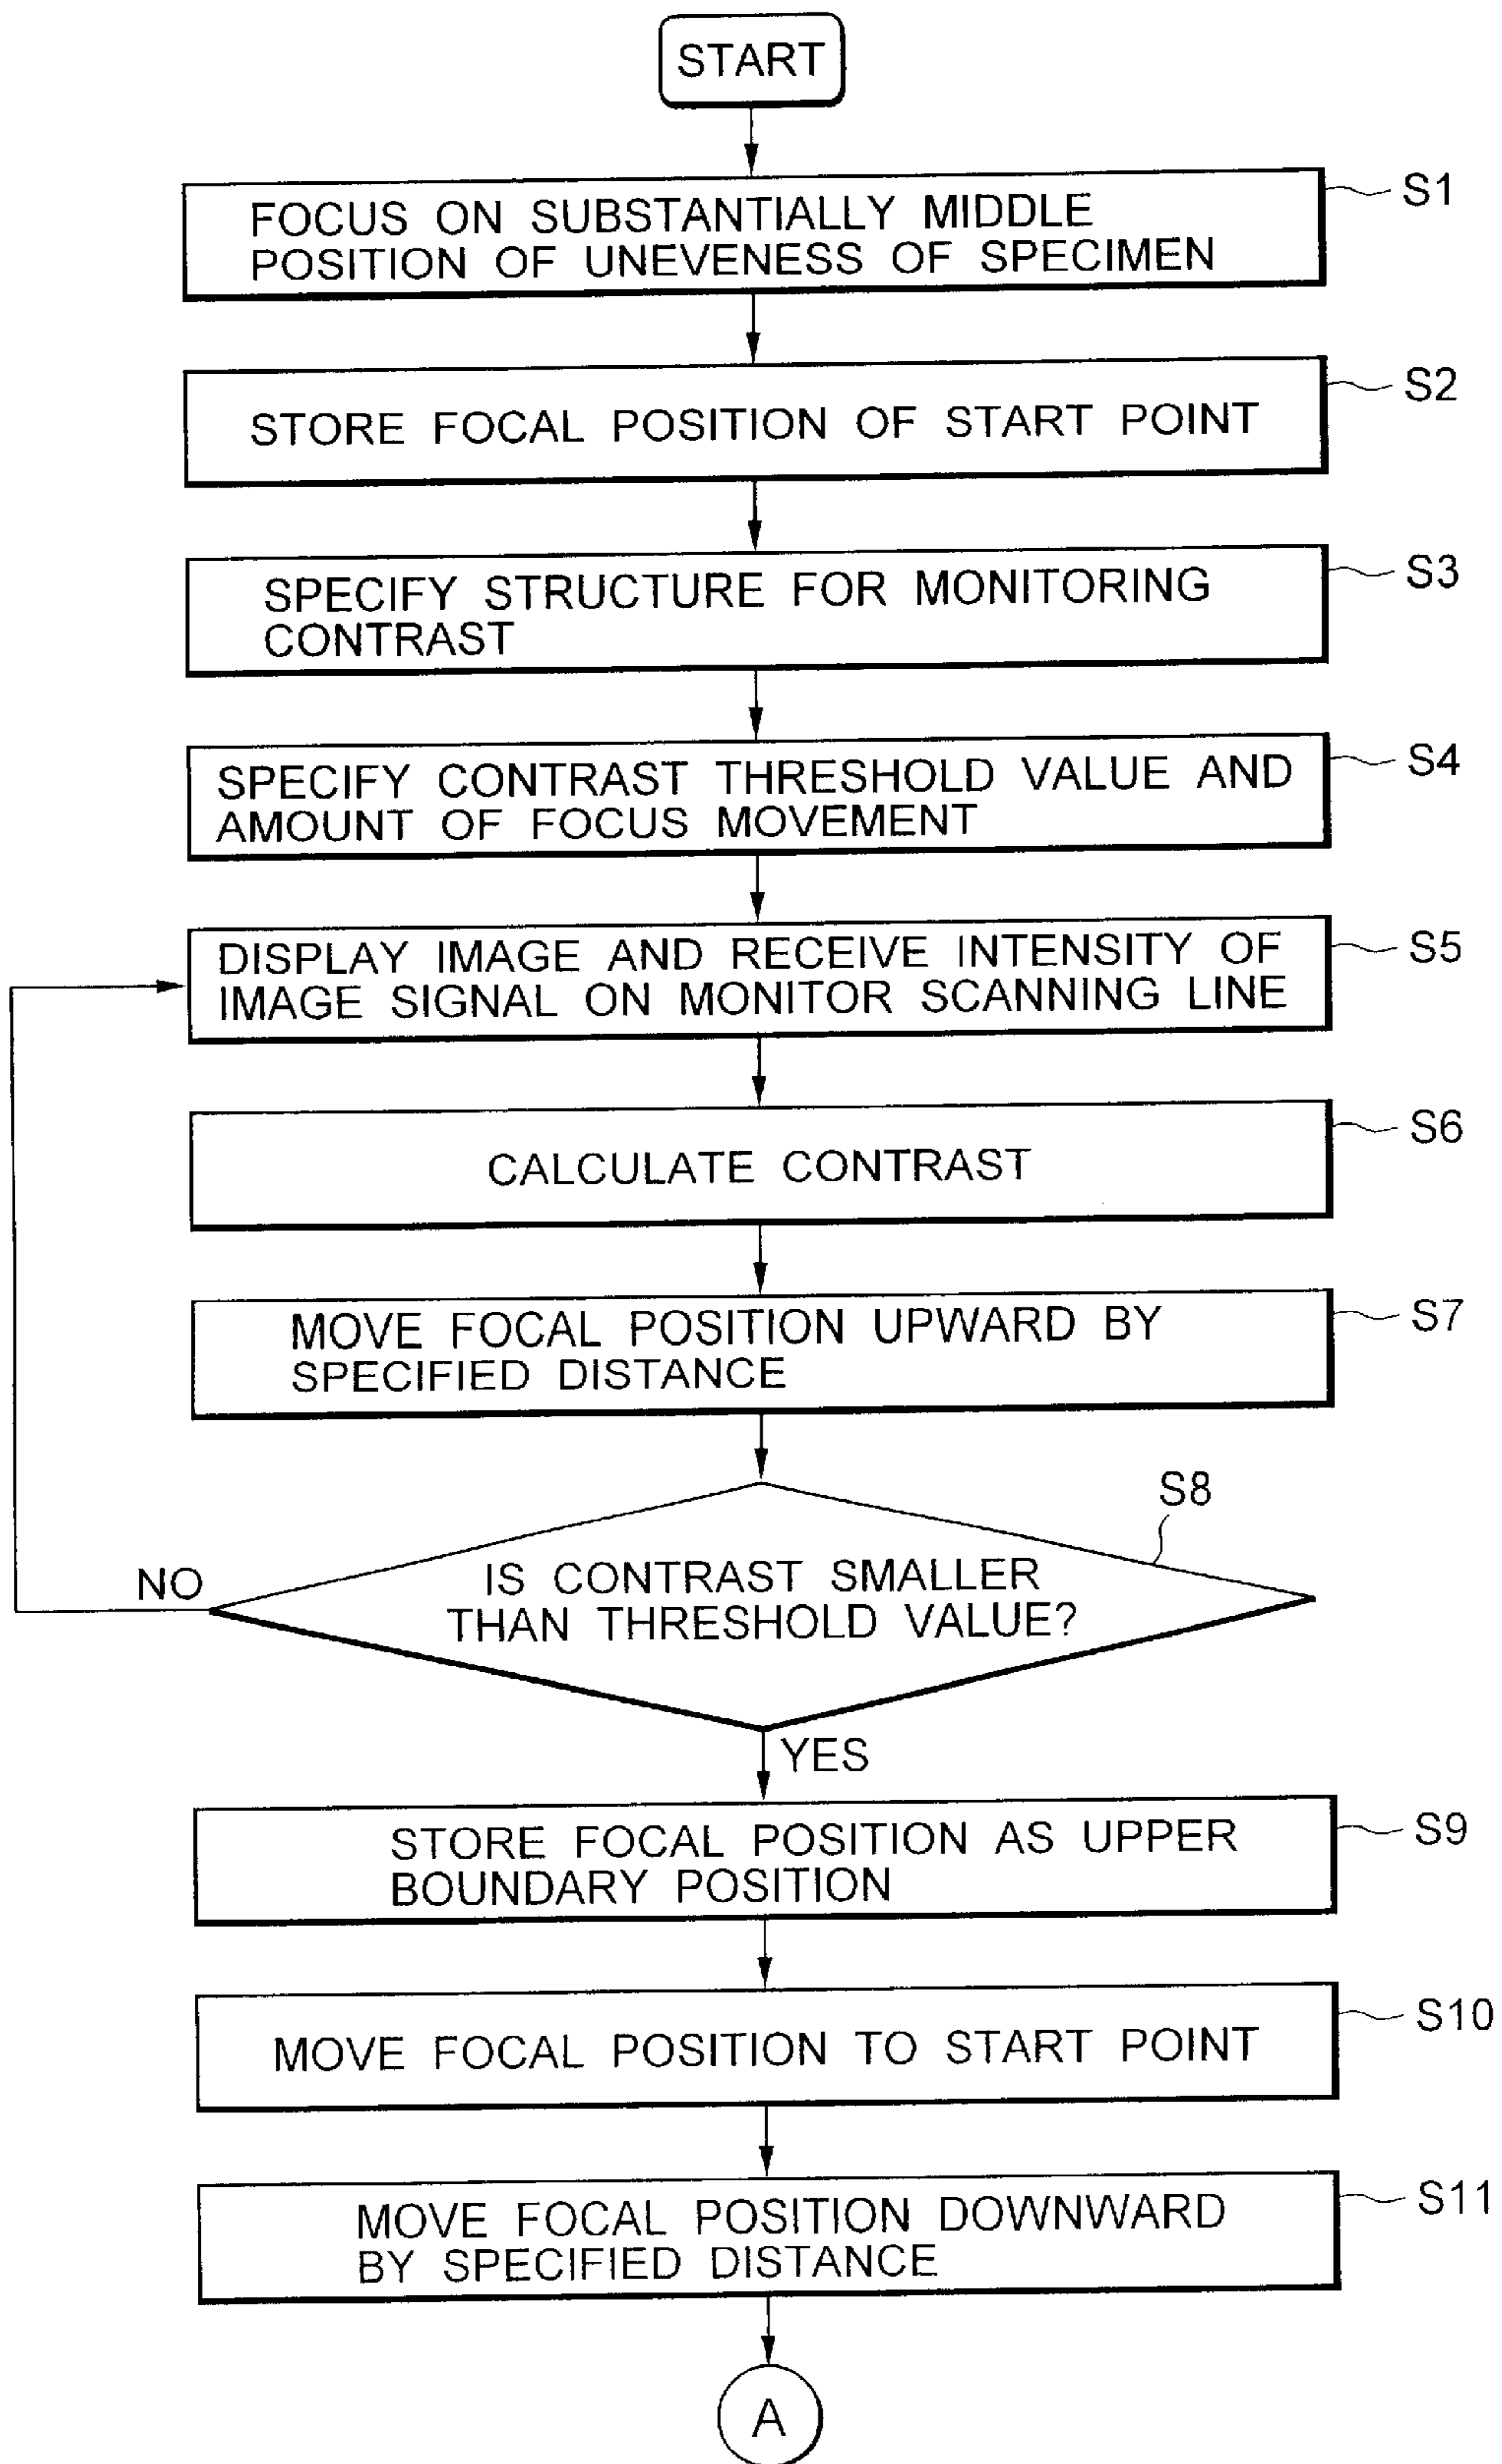 START
FOCUS ON SUBSTANTIALLY MIDDLE
POSITION OF UNEVENESS OF SPECIMEN
S1
STORE FOCAL POSITION OF START POINT
S2
SPECIFY STRUCTURE FOR MONITORING
CONTRAST
S3
SPECIFY CONTRAST THRESHOLD VALUE AND
AMOUNT OF FOCUS MOVEMENT
S4
DISPLAY IMAGE AND RECEIVE INTENSITY OF
IMAGE SIGNAL ON MONITOR SCANNING LINE
S5
CALCULATE CONTRAST
S6
MOVE FOCAL POSITION UPWARD BY
SPECIFIED DISTANCE
S7
S8
IS CONTRAST SMALLER
THAN THRESHOLD VALUE?
NO
YES
STORE FOCAL POSITION AS UPPER
BOUNDARY POSITION
S9
MOVE FOCAL POSITION TO START POINT
S10
MOVE FOCAL POSITION DOWNWARD
BY SPECIFIED DISTANCE
S11
A